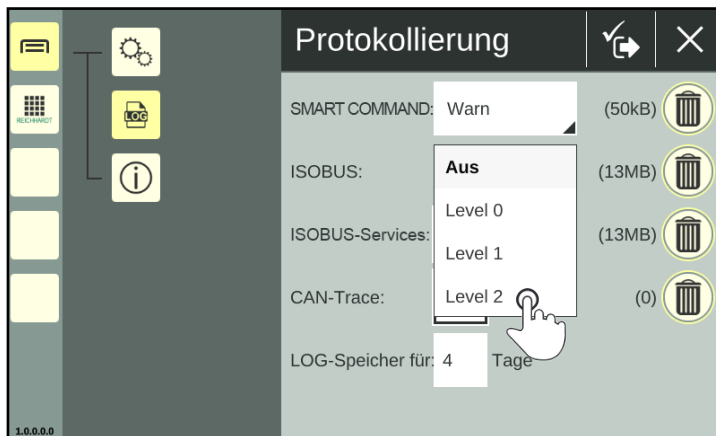 Protokollierung
SMART COMMAND: Warn (50kB)
LOG
REICHHARDT
ISOBUS: Aus (13MB)
Level 0
ISOBUS-Services: (13MB)
Level 1
CAN-Trace: Level 2 (0)
LOG-Speicher für: 4 Tage
1.0.0.0.0